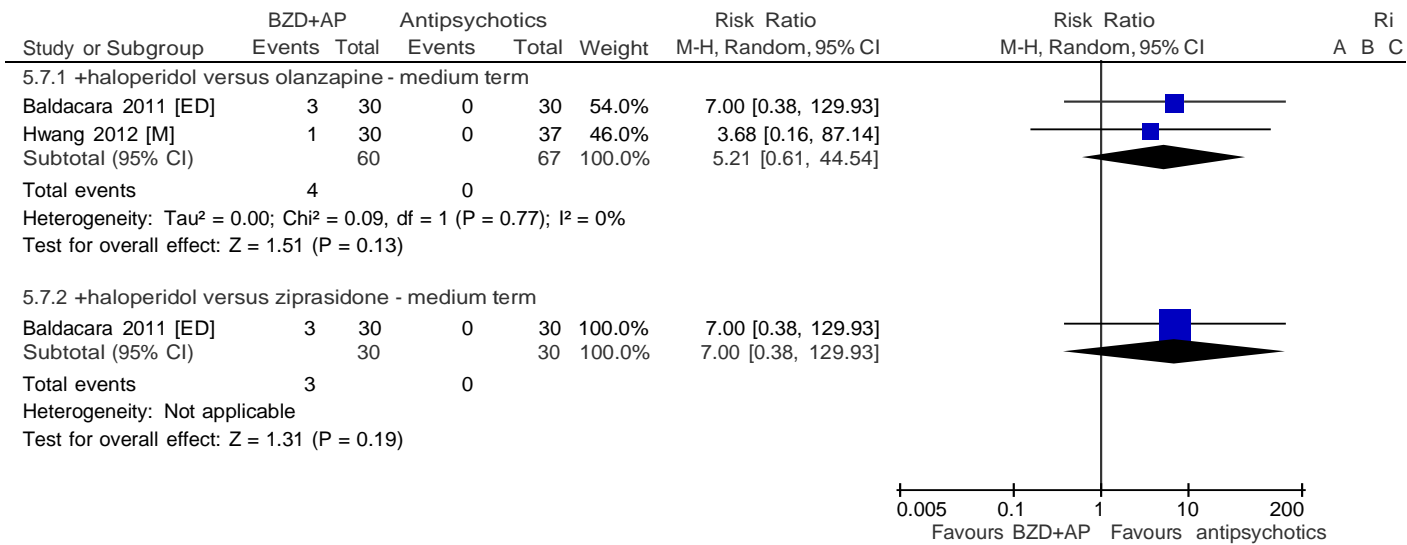 BZD+AP Antipsychotics Risk Ratio Risk Ratio Ri
Study or Subgroup Events Total Events Total Weight M-H, Random, 95% CI M-H, Random, 95% CI A B C
5.7.1 +haloperidol versus olanzapine - medium term
Baldacara 2011 [ED] 3 30 0 30 54.0% 7.00 [0.38, 129.93]
Hwang 2012 [M] 1 30 0 37 46.0% 3.68 [0.16, 87.14]
Subtotal (95% CI) 60 67 100.0% 5.21 [0.61, 44.54]
Total events 4 0
Heterogeneity: Tau² = 0.00; Chi² = 0.09, df = 1 (P = 0.77); I² = 0%
Test for overall effect: Z = 1.51 (P = 0.13)
5.7.2 +haloperidol versus ziprasidone - medium term
Baldacara 2011 [ED] 3 30 0 30 100.0% 7.00 [0.38, 129.93]
Subtotal (95% CI) 30 30 100.0% 7.00 [0.38, 129.93]
Total events 3 0
Heterogeneity: Not applicable
Test for overall effect: Z = 1.31 (P = 0.19)
0.005 0.1 1 10 200
Favours BZD+AP Favours antipsychotics